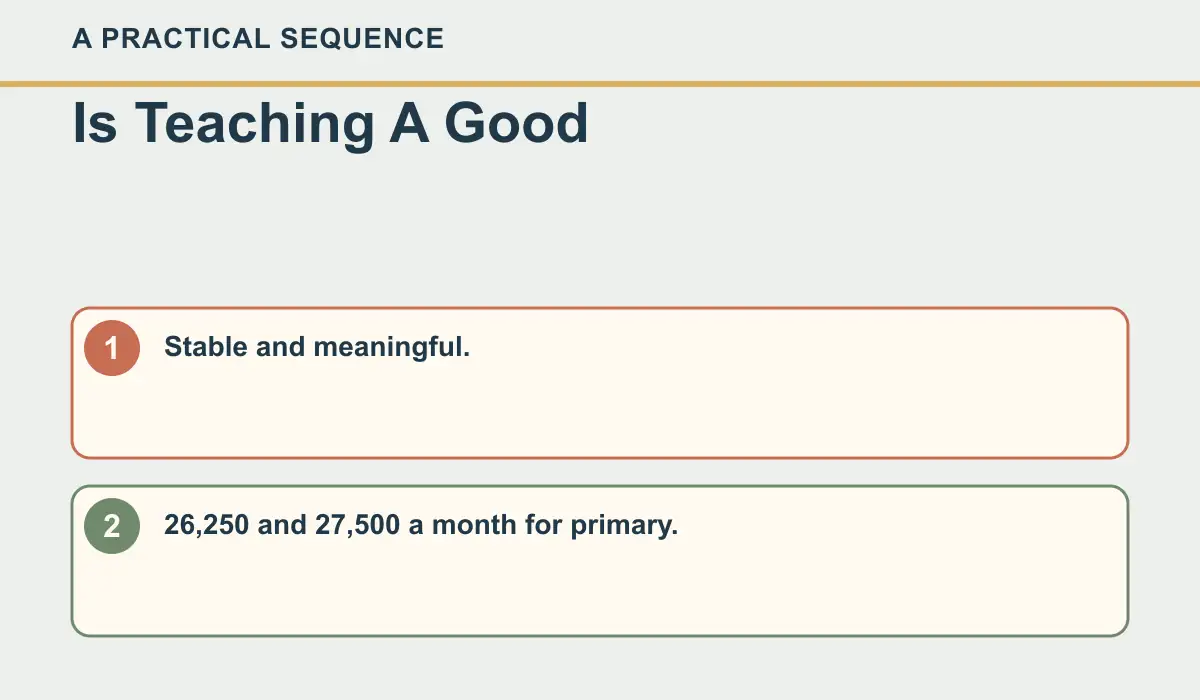 A PRACTICAL SEQUENCE
Is Teaching A Good
1
Stable and meaningful.
2
26,250 and 27,500 a month for primary.